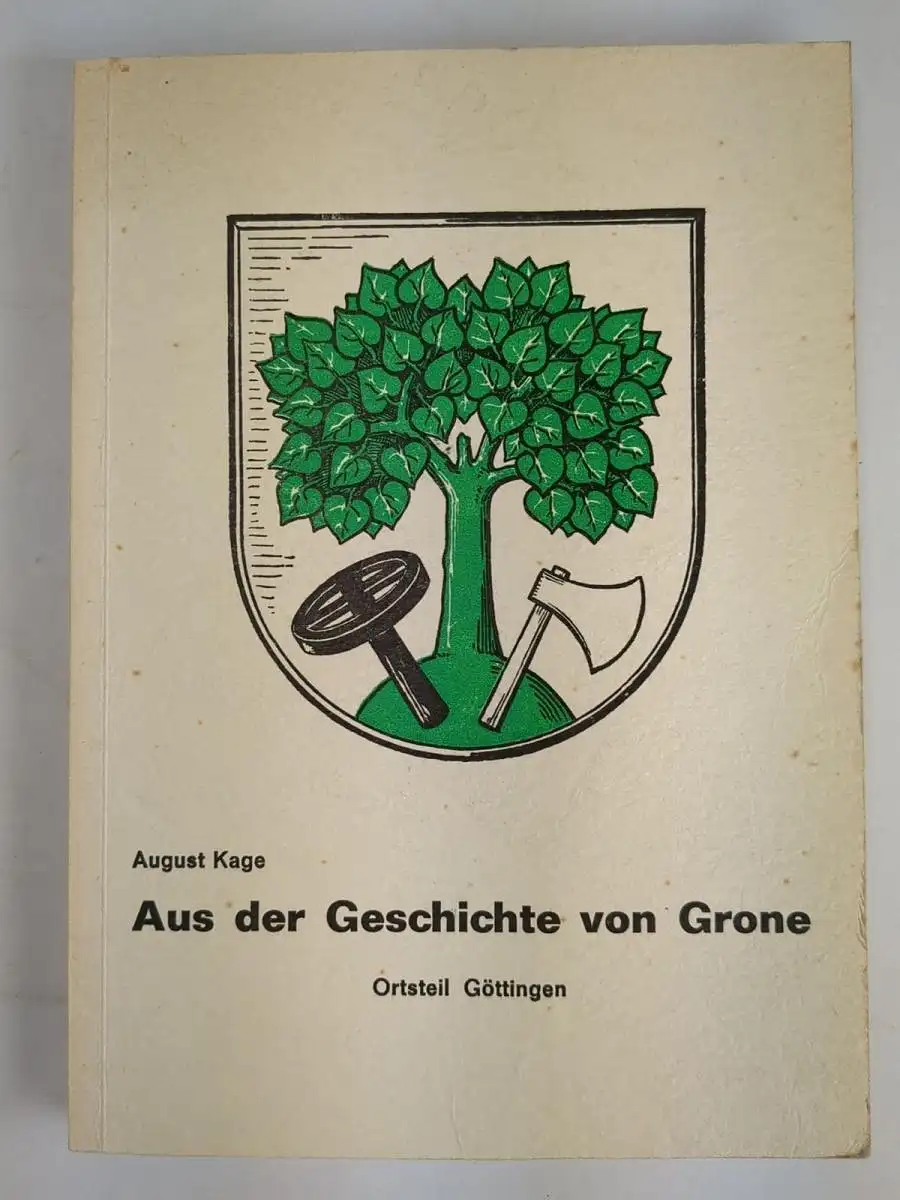 August Kage
Aus der Geschichte von Grone
Ortsteil Göttingen